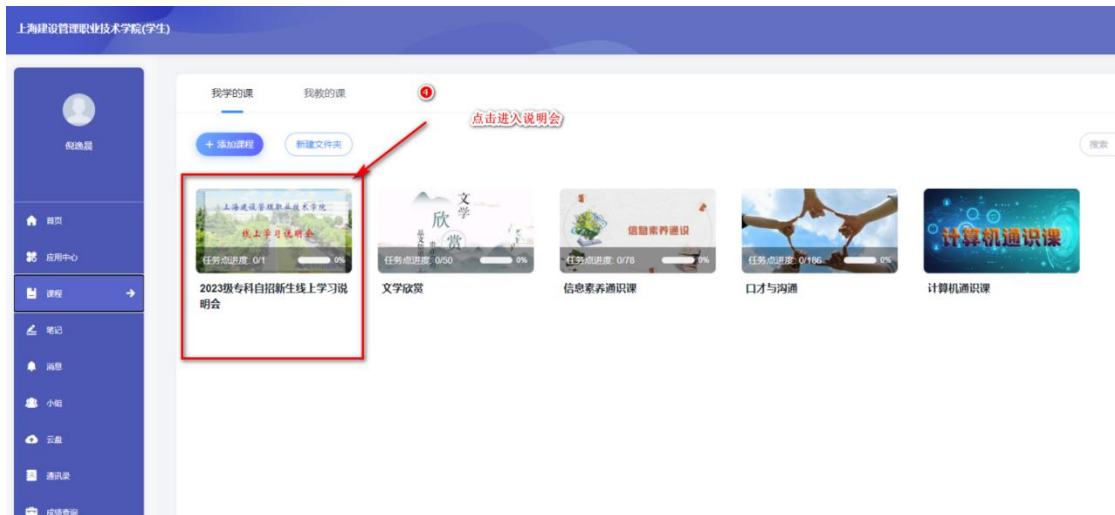 上海建设管理职业技术学院(学生)
倪逸晨
首页
应用中心
课程
笔记
消息
小组
云盘
通讯录
成绩查询
我学的课
我教的课
4
点击进入说明会
+ 添加课程
新建文件夹
搜索
上海建设管理职业技术学院
线上学习说明会
任务点进度: 0/1 0%
2023级专科自招新生线上学习说
明会
文学
欣赏
任务点进度: 0/50 0%
文学欣赏
信息素养通识
任务点进度: 0/78 0%
信息素养通识课
任务点进度: 0/166 0%
口才与沟通
计算机通识课
计算机通识课